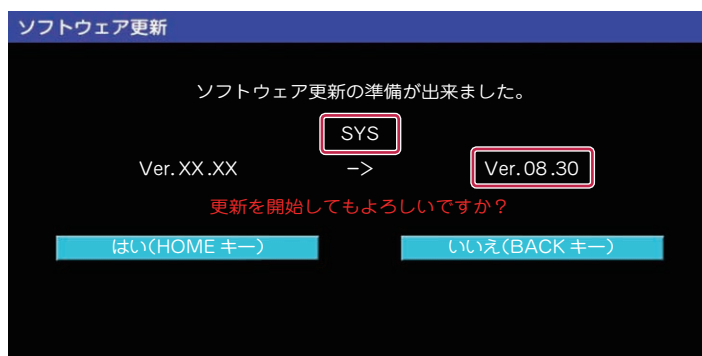 ソフトウェア更新
ソフトウェア更新の準備が出来ました。
SYS
Ver.XX.XX -> Ver.08.30
更新を開始してもよろしいですか？
はい(HOME キー) いいえ(BACK キー)